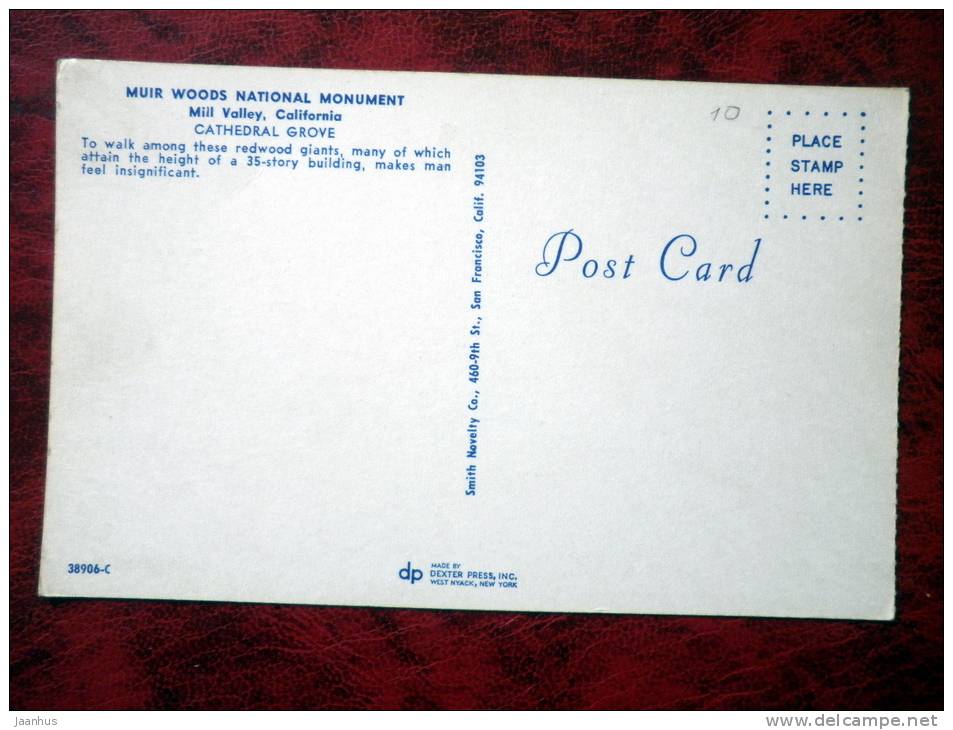 MUIR WOODS NATIONAL MONUMENT
Mill Valley, California
CATHEDRAL GROVE
To walk among these redwood giants, many of which
attain the height of a 35-story building, makes man
feel insignificant.
38906-C
Smith Novelty Co., 460-9th St., San Francisco, Calif. 94103
dp
MADE BY
DEXTER PRESS, INC.
WEST NYACK, NEW YORK
10
PLACE
STAMP
HERE
Post Card
jaanhus
www.delcampe.net